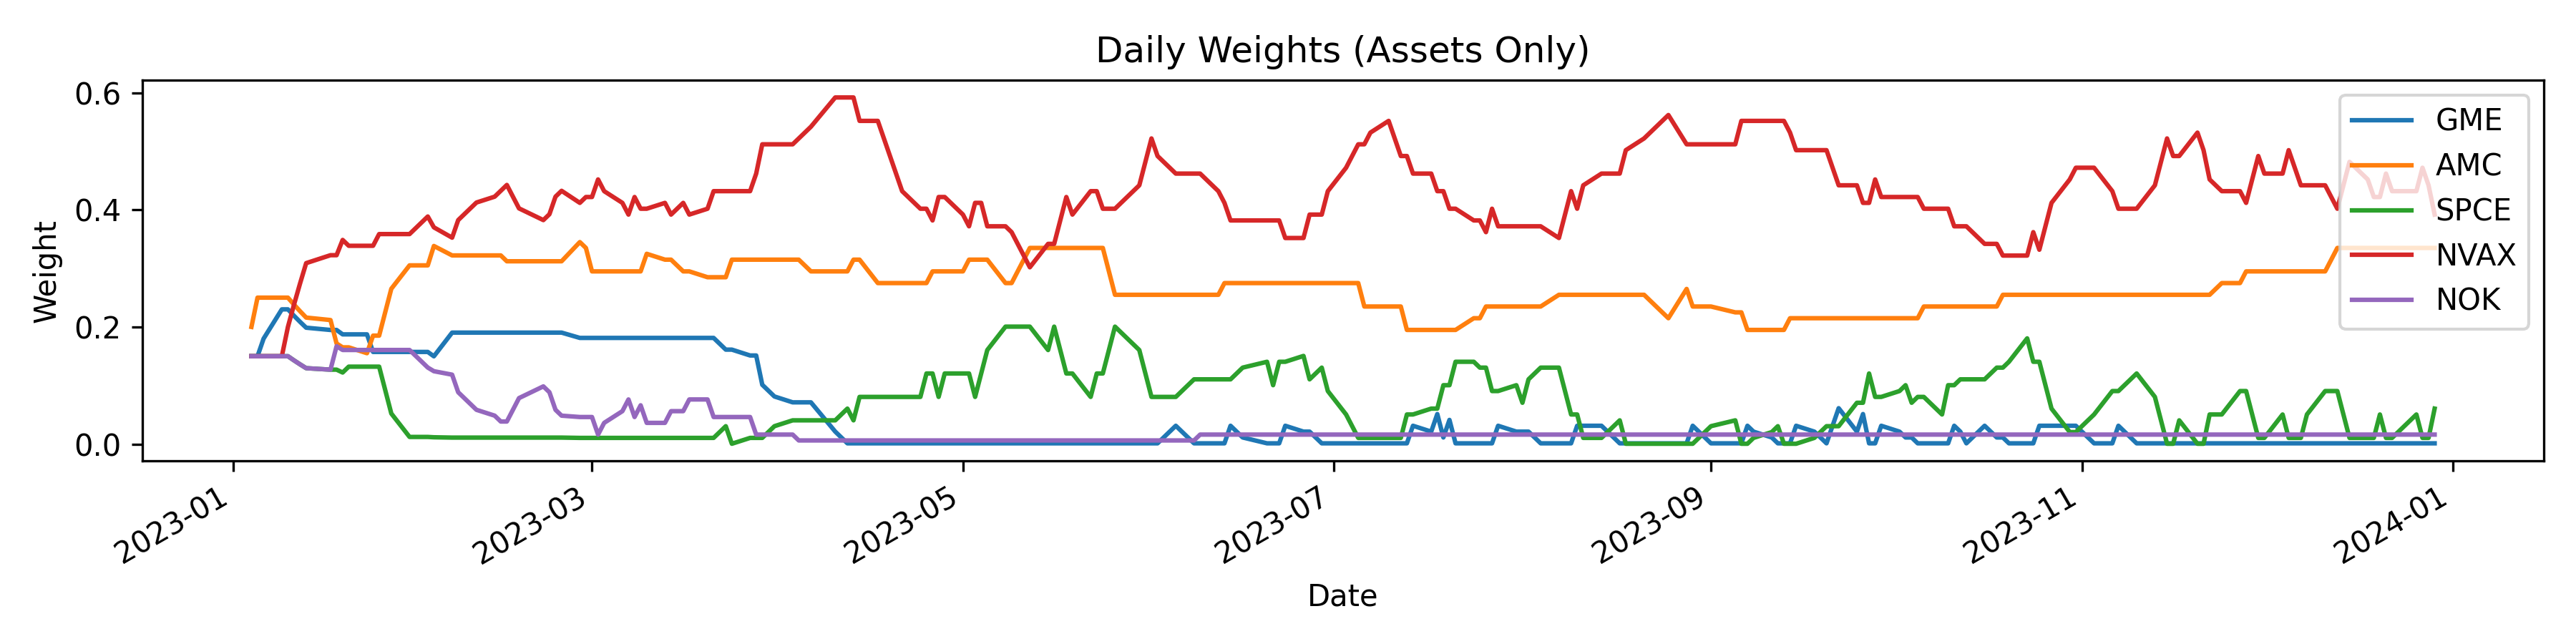 Daily Weights (Assets Only)
Weight
0.6
0.4
0.2
0.0
GME
AMC
SPCE
NVAX
NOK
2023-01
2023-03
2023-05
2023-07
2023-09
2023-11
2024-01
Date